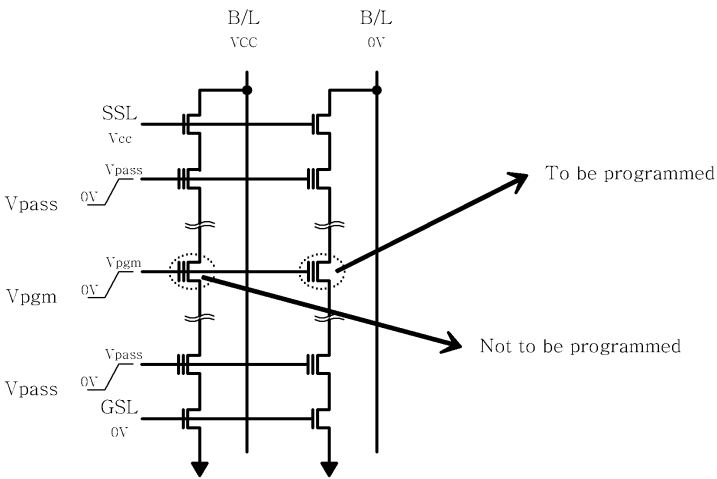 B/L
VCC
B/L
0V
SSL
Vcc
Vpass
0V
Vpass
To be programmed
Vpgm
0V
Vpgm
Not to be programmed
Vpass
0V
Vpass
GSL
0V